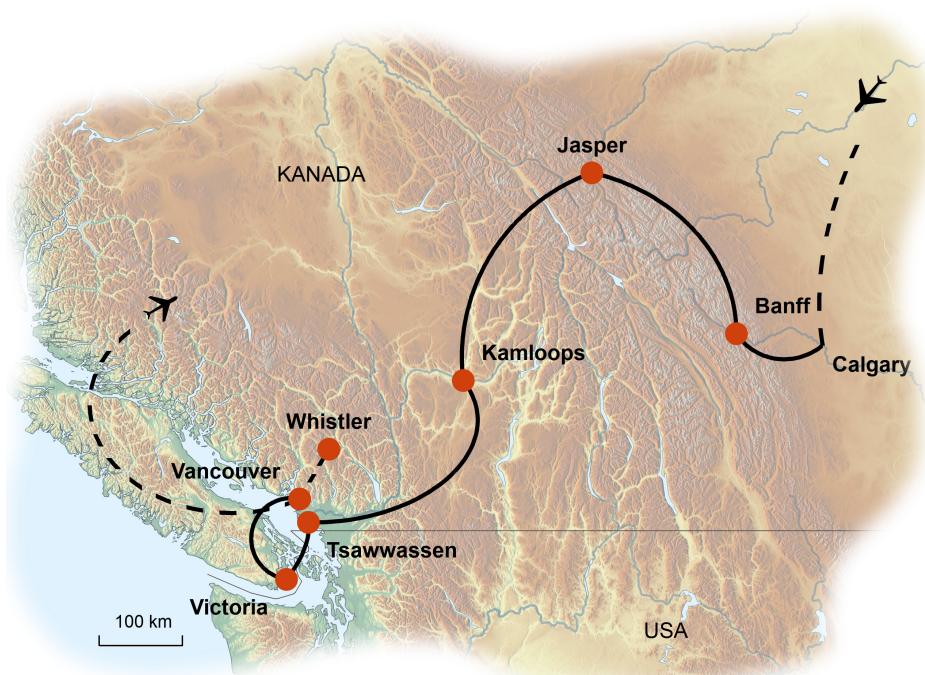 Jasper
KANADA
Banff
Kamloops
Calgary
Whistler
Vancouver
Tsawwassen
Victoria
100 km
USA